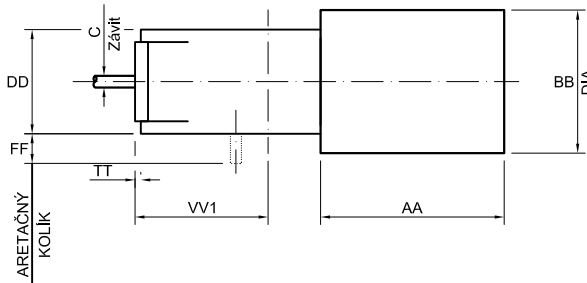 C
Závit
DD
FF
TT
VV1
AA
BB
DIA
ARETAČNÝ
KOLÍK